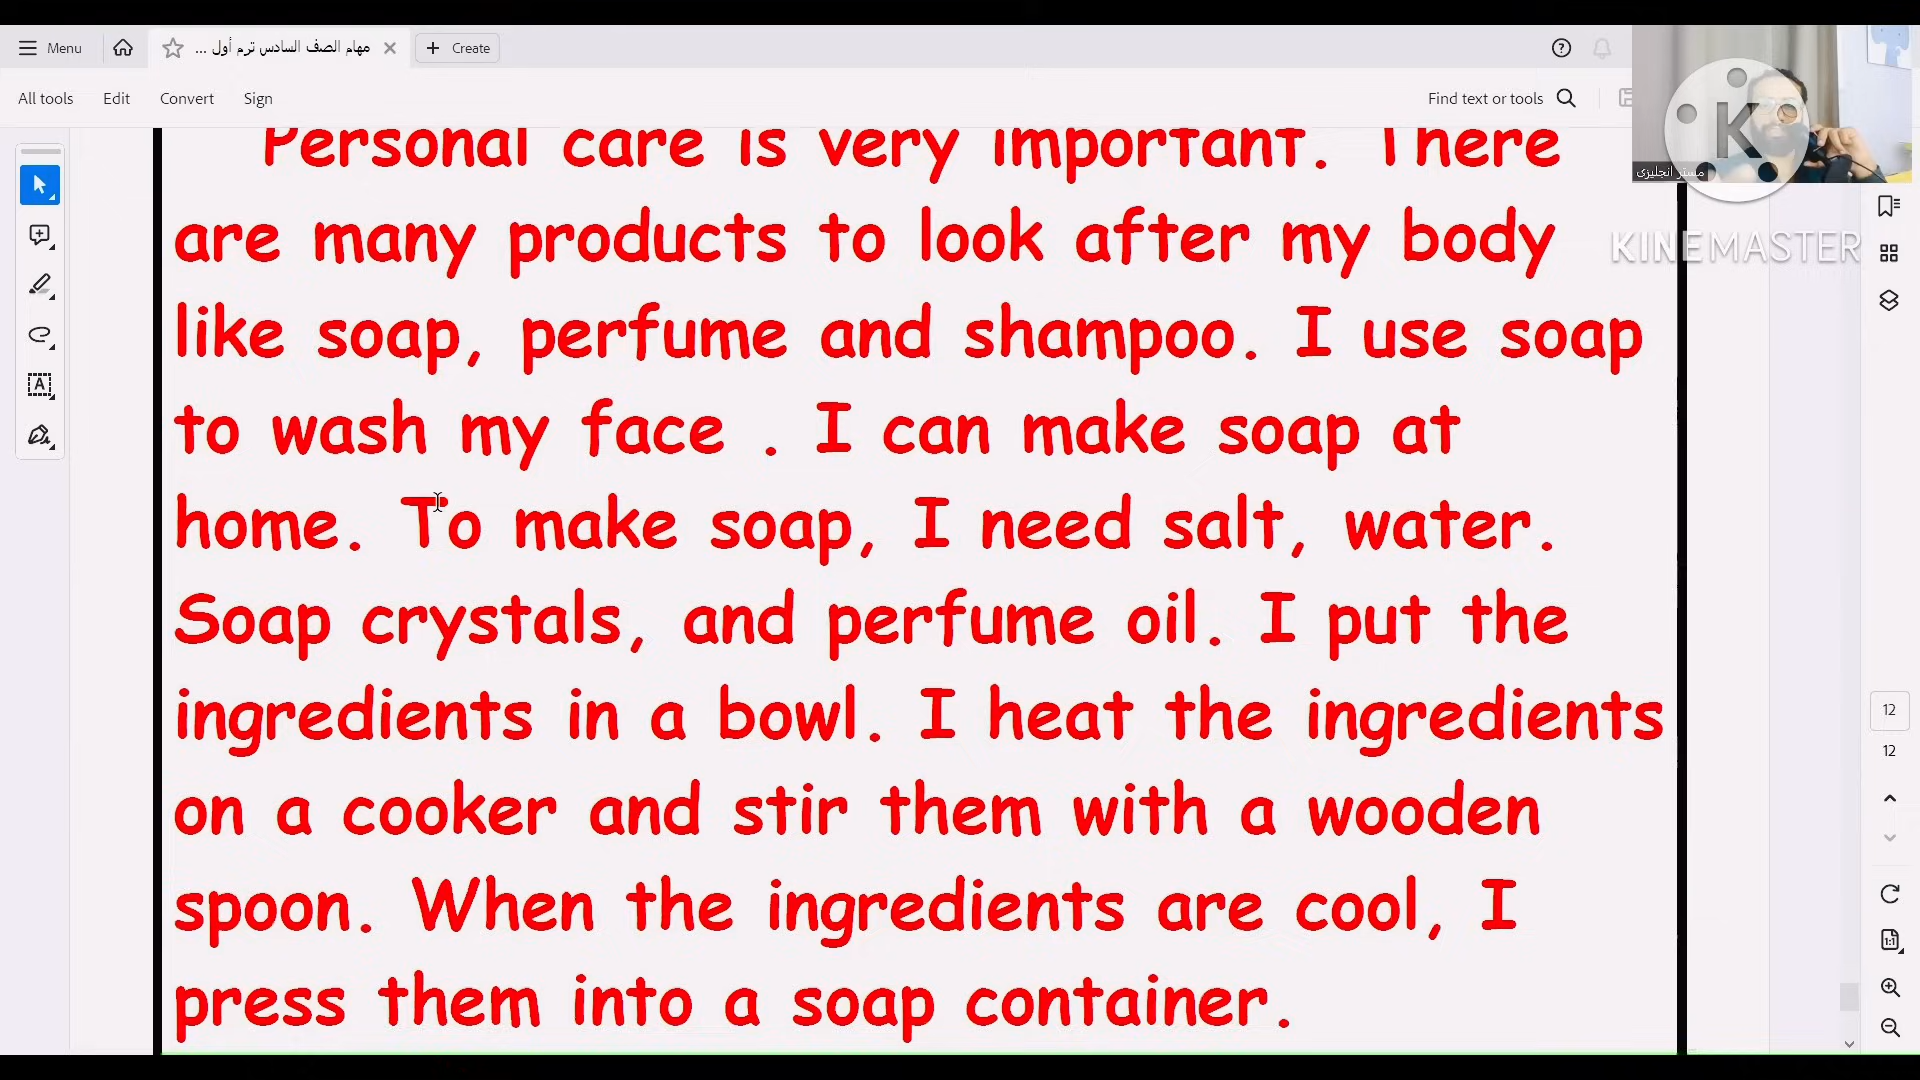 Menu
مهام الصف السادس ترم أول ...
Create
All tools
Edit
Convert
Sign
Find text or tools
K
مستر انجليزى
KINEMASTER
Personal care is very important. There
are many products to look after my body
like soap, perfume and shampoo. I use soap
to wash my face . I can make soap at
home. To make soap, I need salt, water.
Soap crystals, and perfume oil. I put the
ingredients in a bowl. I heat the ingredients
on a cooker and stir them with a wooden
spoon. When the ingredients are cool, I
press them into a soap container.
12
12
1:1